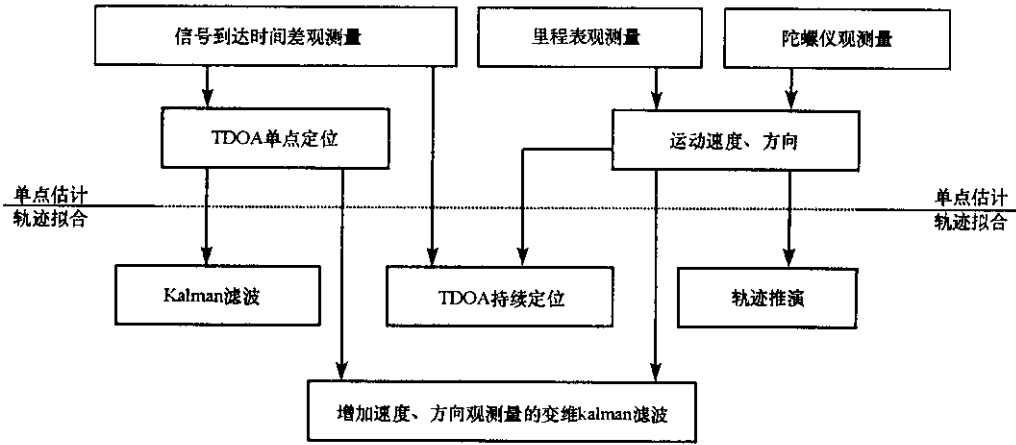 信号到达时间差观测量
里程表观测量
陀螺仪观测量
TDOA单点定位
运动速度、方向
单点估计
轨迹拟合
单点估计
轨迹拟合
Kalman滤波
TDOA持续定位
轨迹推演
增加速度、方向观测量的变维kalman滤波